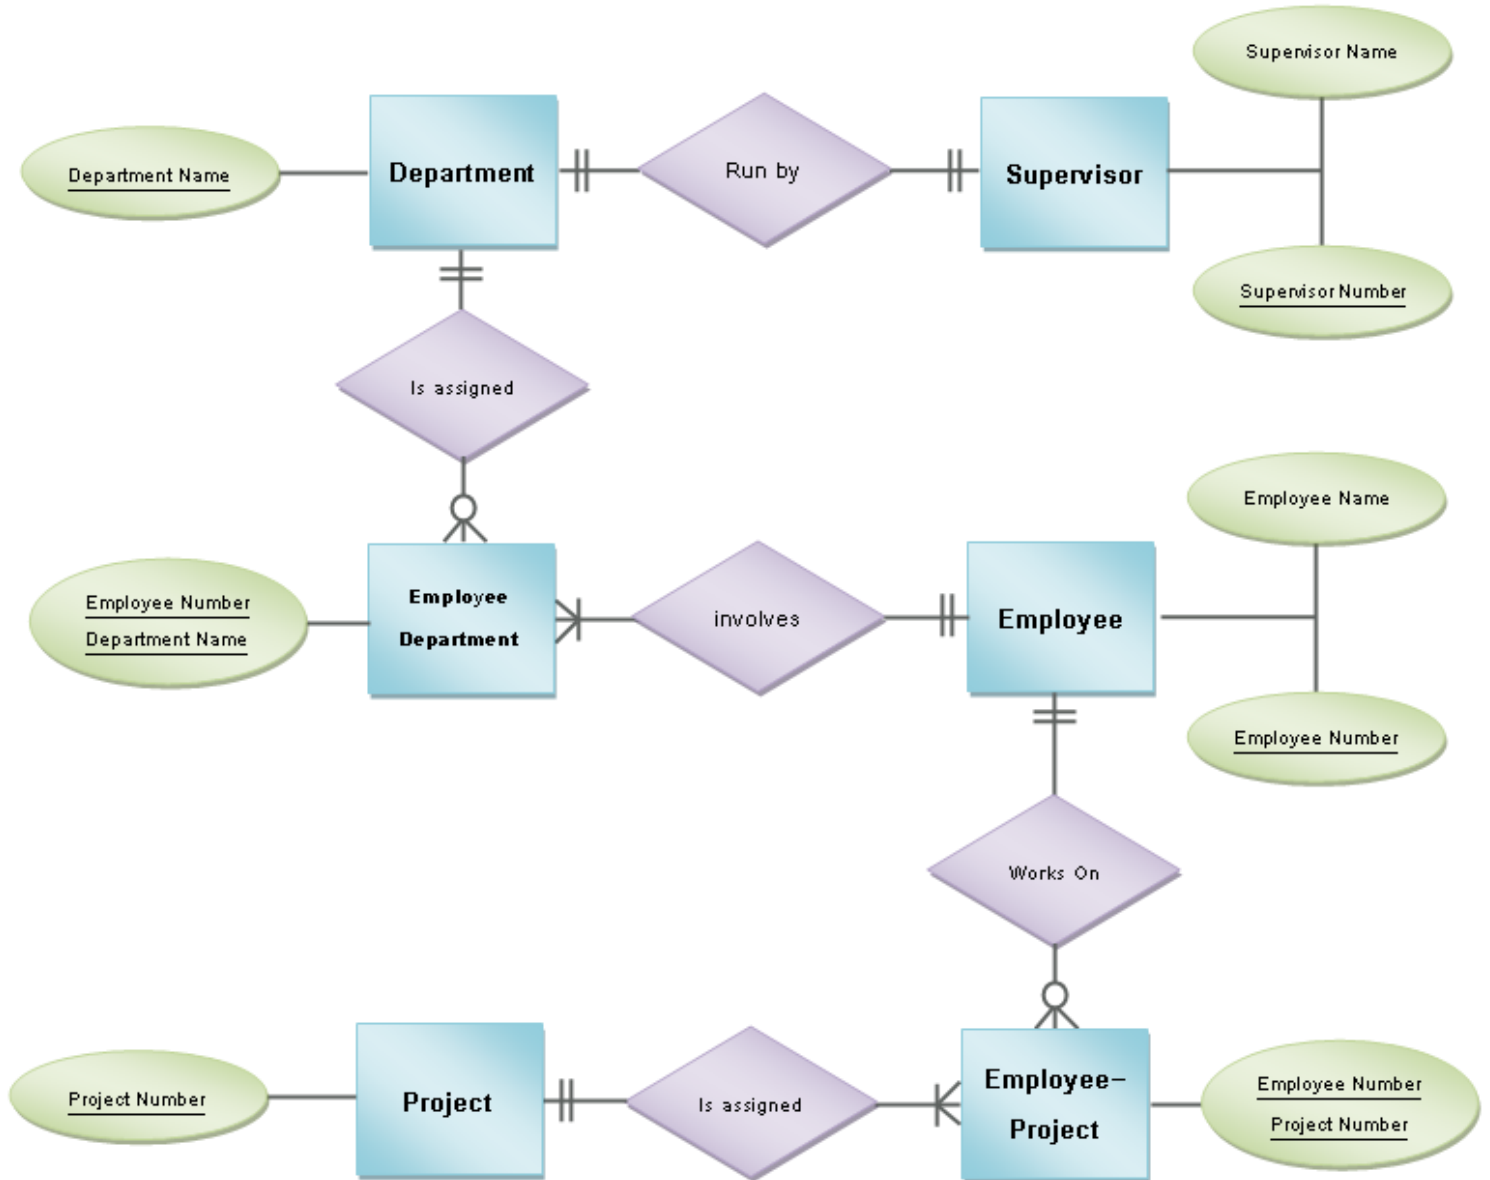 Supervisor Name
Department Name
Department
Run by
Supervisor
Supervisor Number
Is assigned
Employee Name
Employee Number
Department Name
Employee
Department
involves
Employee
Employee Number
Works On
Project Number
Project
Is assigned
Employee-
Project
Employee Number
Project Number